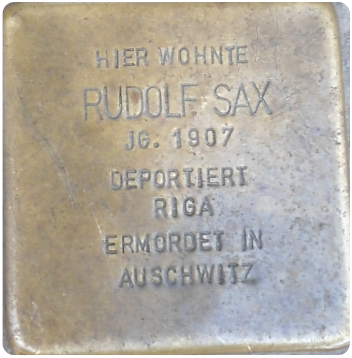 HIER WOHNTE
RUDOLF SAX
JG. 1907
DEPORTIERT
RIGA
ERMORDET IN
AUSCHWITZ